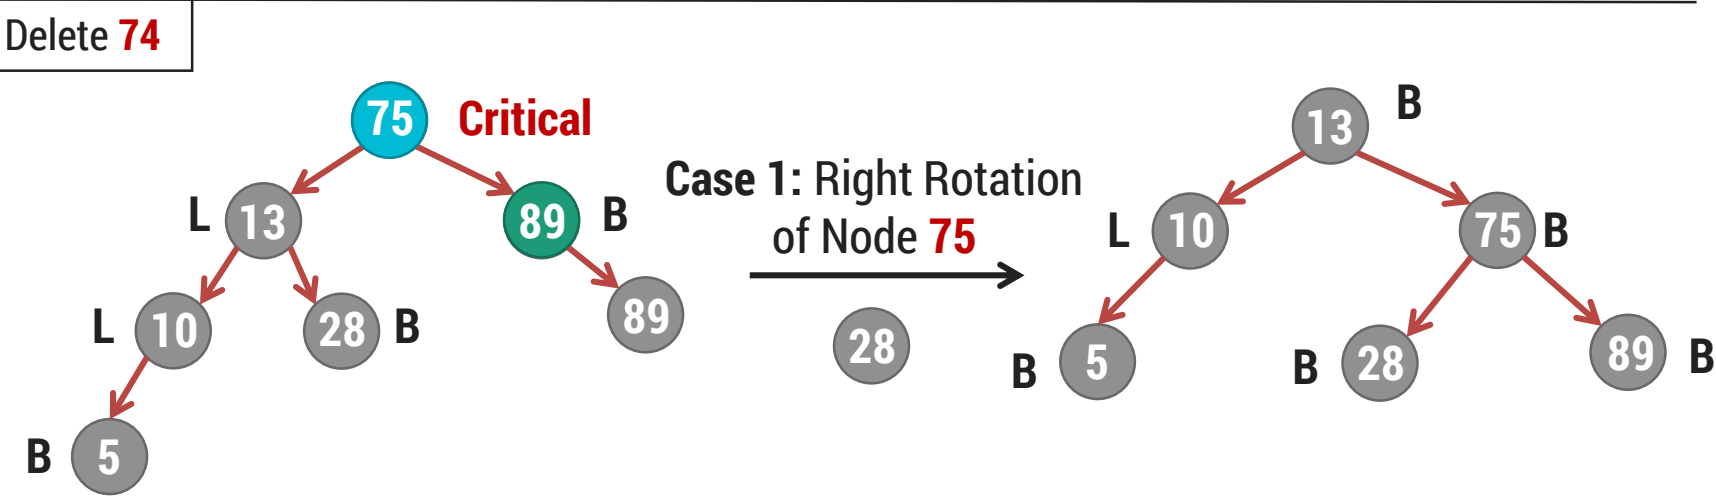 Delete 74
75 Critical
L 13
89 B
L 10
28 B
89
B 5
Case 1: Right Rotation
of Node 75
28
13 B
L 10
75 B
B 5
B 28
89 B